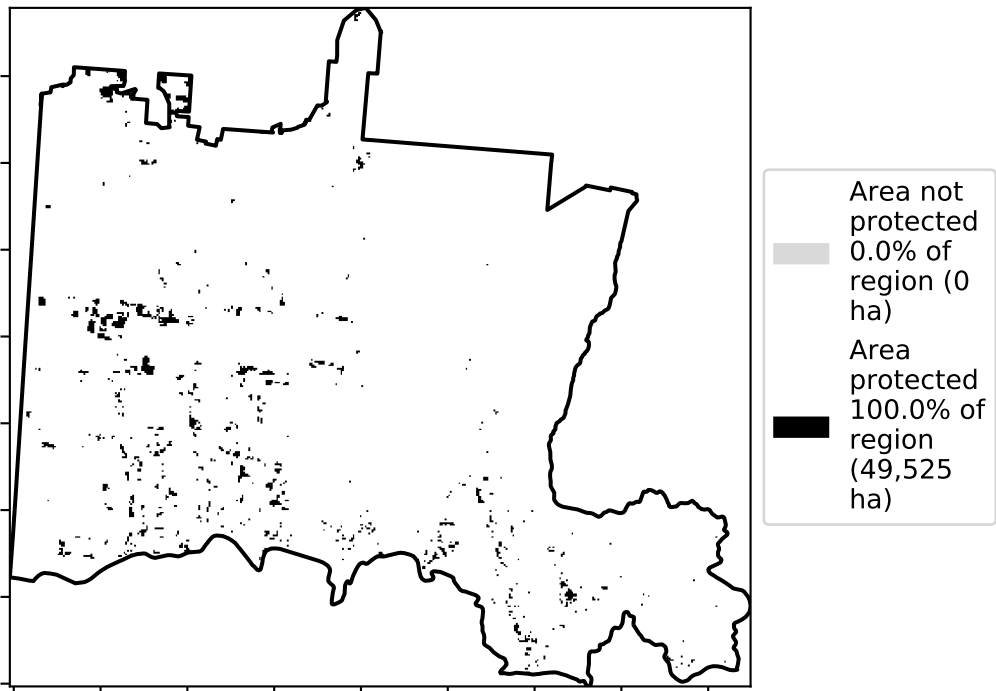 Area not
protected
0.0% of
region (0
ha)
Area
protected
100.0% of
region
(49,525
ha)